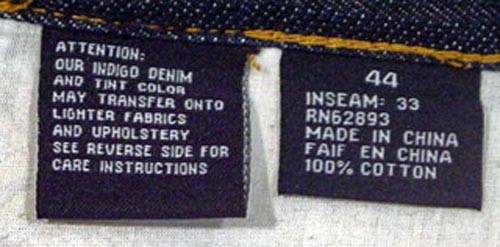 ATTENTION:
OUR INDIGO DENIM
AND TINT COLOR
MAY TRANSFER ONTO
LIGHTER FABRICS
AND UPHOLSTERY
SEE REVERSE SIDE FOR
CARE INSTRUCTIONS
44
INSEAM: 33
RN62893
MADE IN CHINA
FAIF EN CHINA
100% COTTON